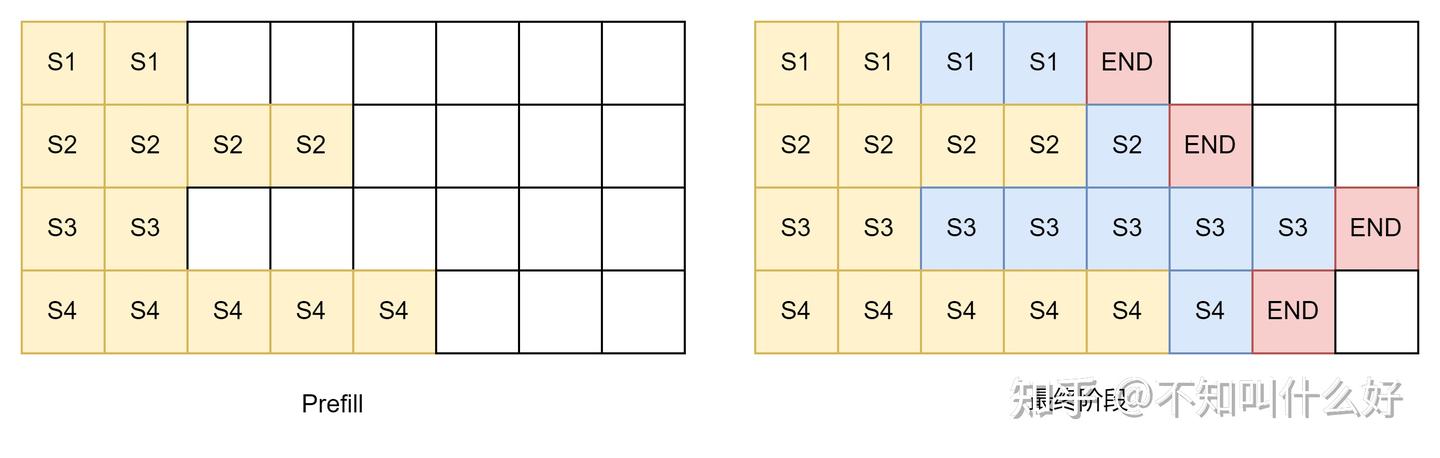 S1 S1
S2 S2 S2 S2
S3 S3
S4 S4 S4 S4 S4
Prefill
S1 S1 S1 S1 END
S2 S2 S2 S2 S2 END
S3 S3 S3 S3 S3 S3 S3 END
S4 S4 S4 S4 S4 S4 END
最终阶段
知乎 @不知叫什么好